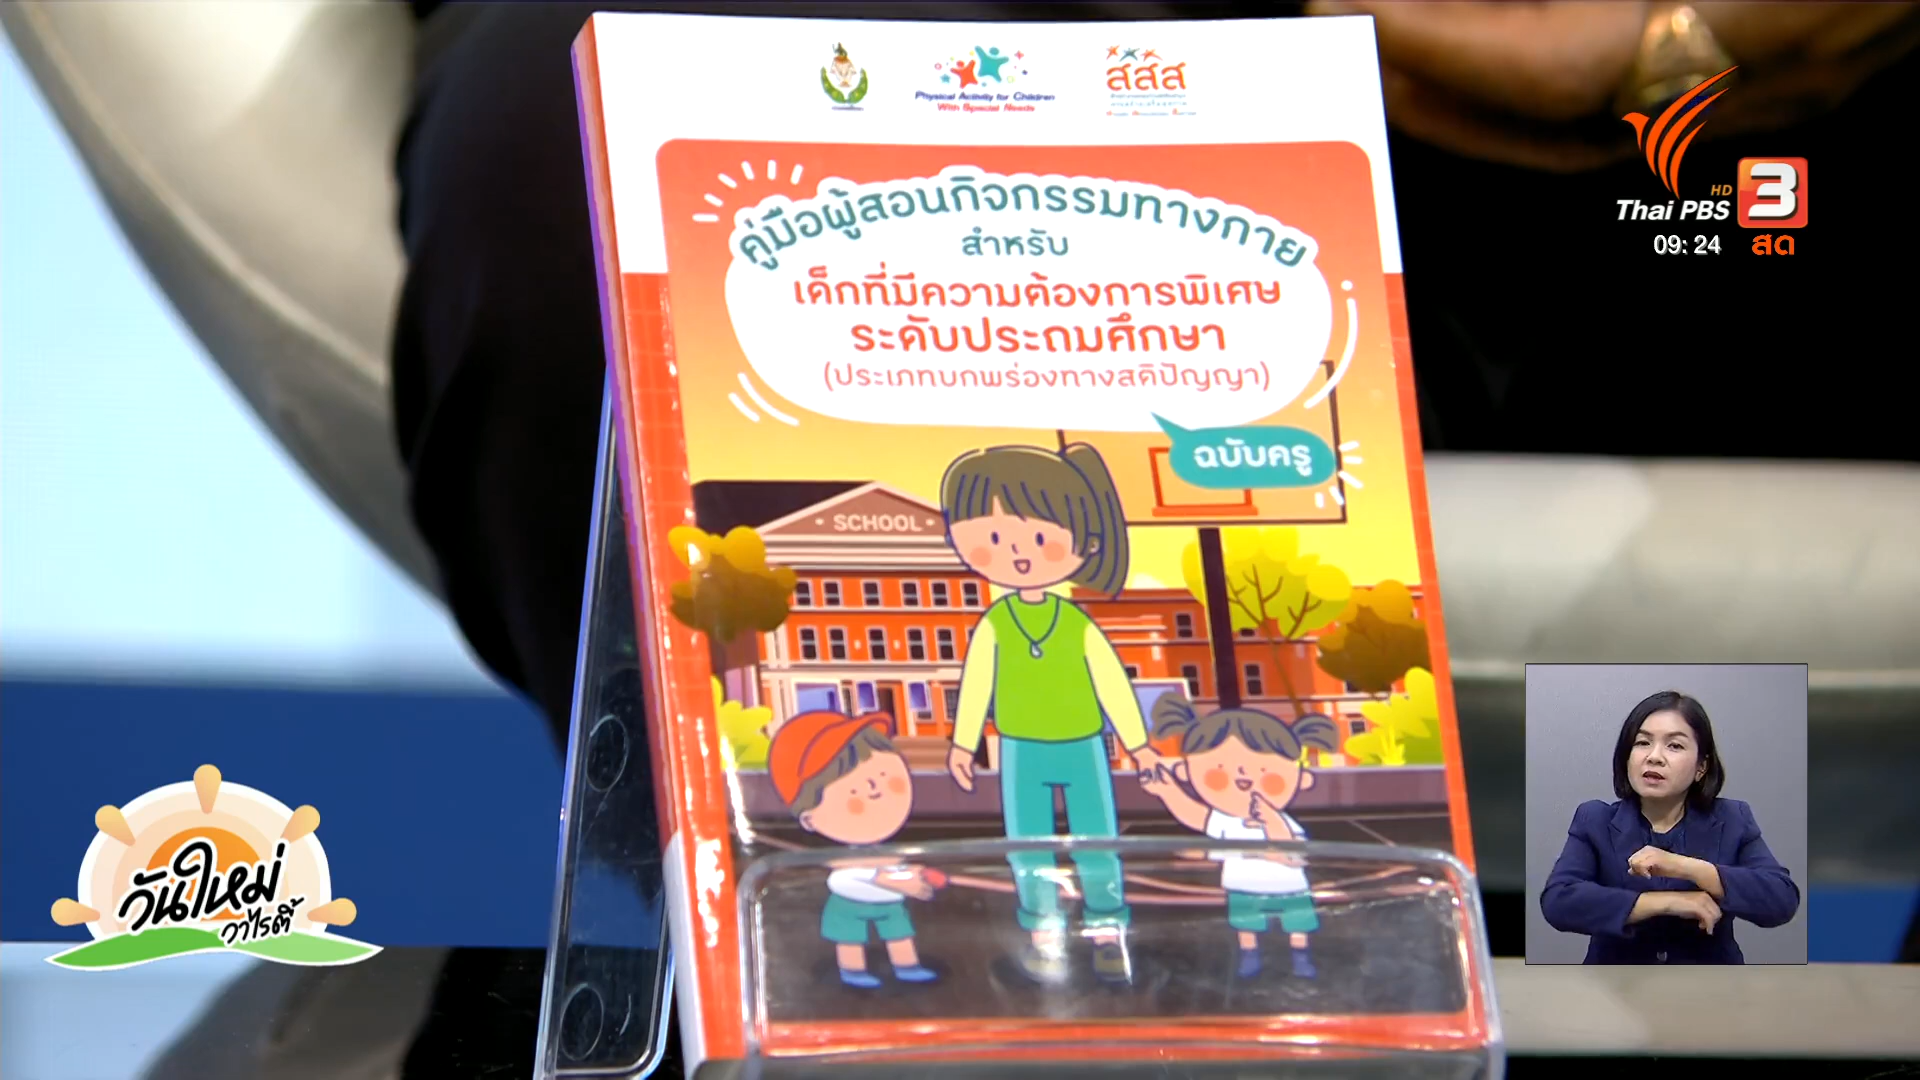 Physical Activity for Children
With Special Needs
สสส
คู่มือผู้สอนกิจกรรมทางกาย
สำหรับ
เด็กที่มีความต้องการพิเศษ
ระดับประถมศึกษา
(ประเภทบกพร่องทางสติปัญญา)
ฉบับครู
SCHOOL
Thai PBS
HD
3
09: 24
สด
วันใหม่
วาไรตี้